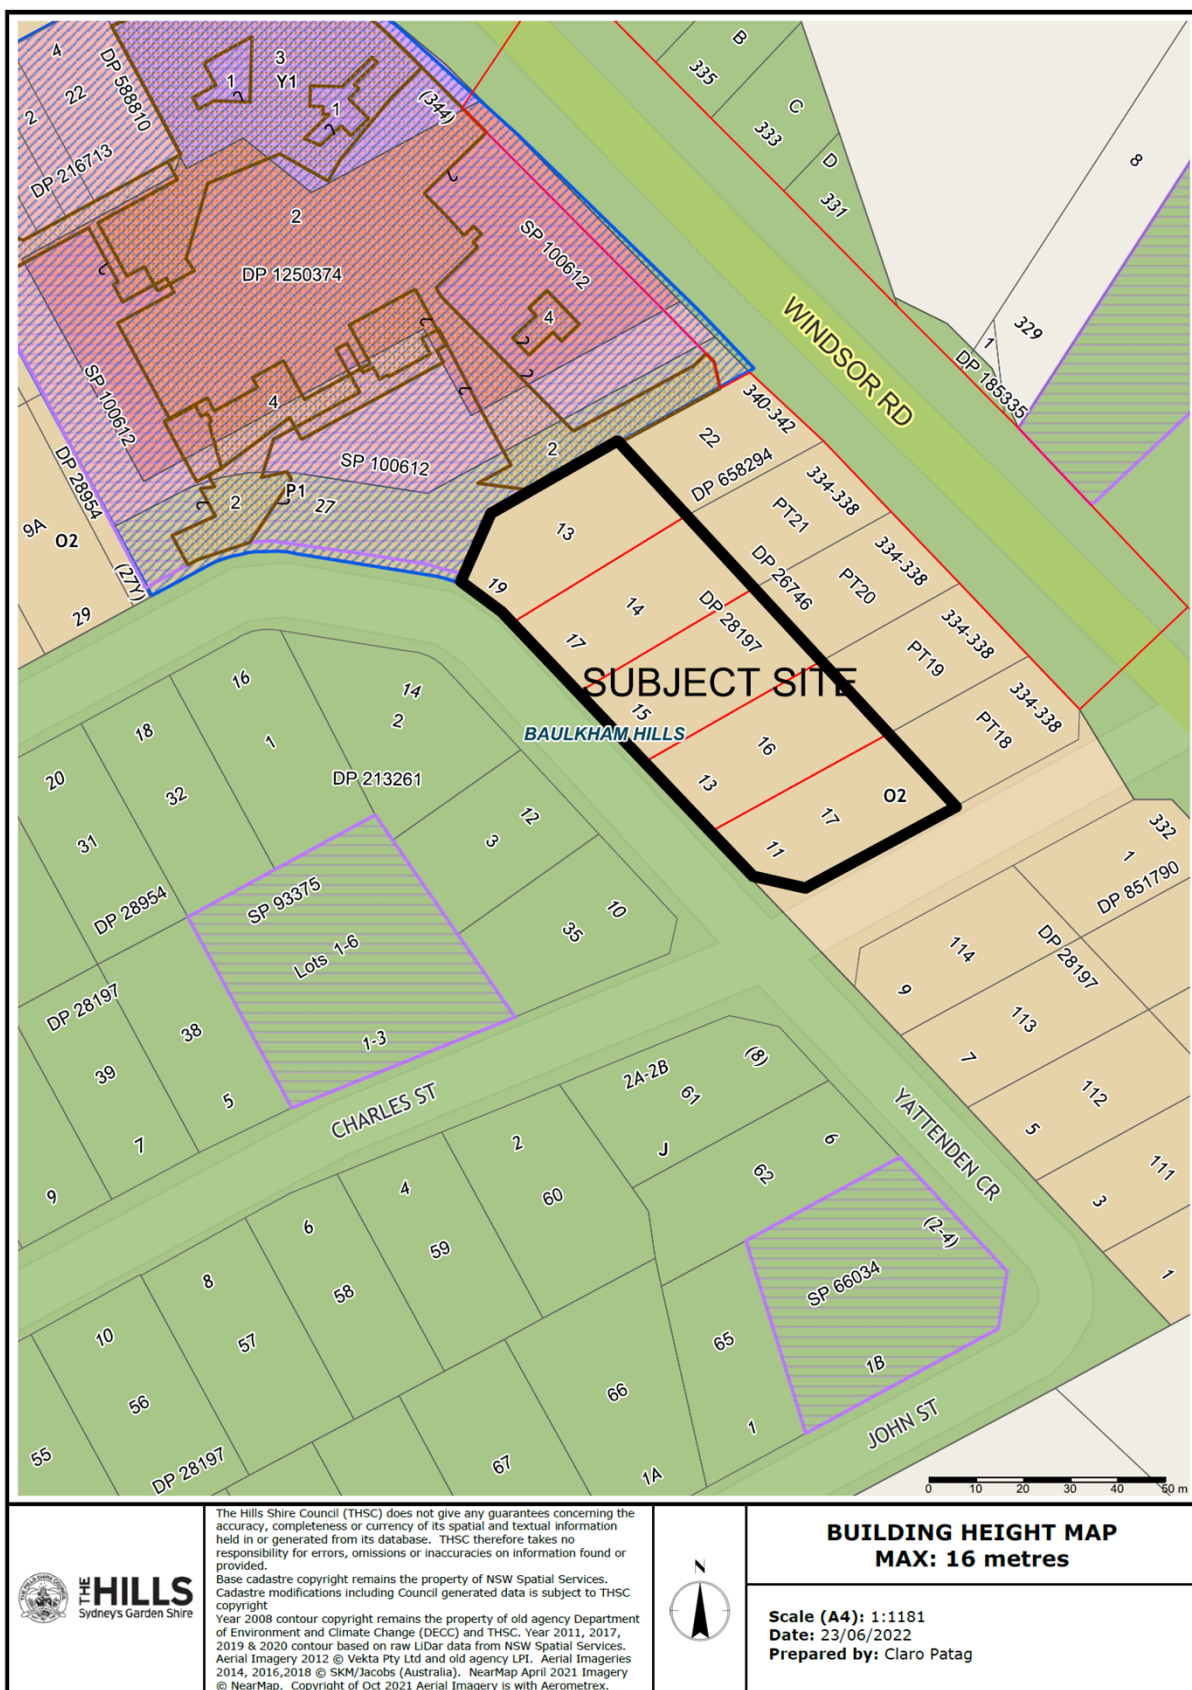 4
22
2
DP 588810
DP 216713
3
Y1
1
1
(344)
2
DP 1250374
SP 100612
4
2
2
SP 100612
4
SP 100612
2
2
P1
27
DP 28954
9A
O2
(27Y)
29
B
335
C
333
D
331
8
329
1
DP 185335
WINDSOR RD
340-342
22
DP 658294
334-338
PT21
DP 26746
334-338
PT20
334-338
PT19
334-338
PT18
13
19
14
17
DP 28197
SUBJECT SITE
15
16
13
O2
17
11
BAULKHAM HILLS
16
14
2
18
1
20
32
31
DP 213261
12
3
DP 28954
SP 93375
Lots 1-6
1-3
10
35
DP 28197
38
39
5
7
9
332
1
DP 851790
114
DP 28197
9
113
7
112
5
111
3
1
CHARLES ST
2A-2B
(8)
61
J
6
62
YATTENDEN CR
(2-4)
SP 66034
1B
2
60
4
59
6
58
8
57
10
56
55
DP 28197
65
66
67
1
1A
JOHN ST
0 10 20 30 40 50 m
THE HILLS SHIRE COUNCIL
THE HILLS
Sydney's Garden Shire
The Hills Shire Council (THSC) does not give any guarantees concerning the
accuracy, completeness or currency of its spatial and textual information
held in or generated from its database. THSC therefore takes no
responsibility for errors, omissions or inaccuracies on information found or
provided.
Base cadastre copyright remains the property of NSW Spatial Services.
Cadastre modifications including Council generated data is subject to THSC
copyright
Year 2008 contour copyright remains the property of old agency Department
of Environment and Climate Change (DECC) and THSC. Year 2011, 2017,
2019 & 2020 contour based on raw LiDar data from NSW Spatial Services.
Aerial Imagery 2012 © Vekta Pty Ltd and old agency LPI. Aerial Imageries
2014, 2016,2018 © SKM/Jacobs (Australia). NearMap April 2021 Imagery
© NearMap. Copyright of Oct 2021 Aerial Imagery is with Aerometrex.
N
BUILDING HEIGHT MAP
MAX: 16 metres
Scale (A4): 1:1181
Date: 23/06/2022
Prepared by: Claro Patag